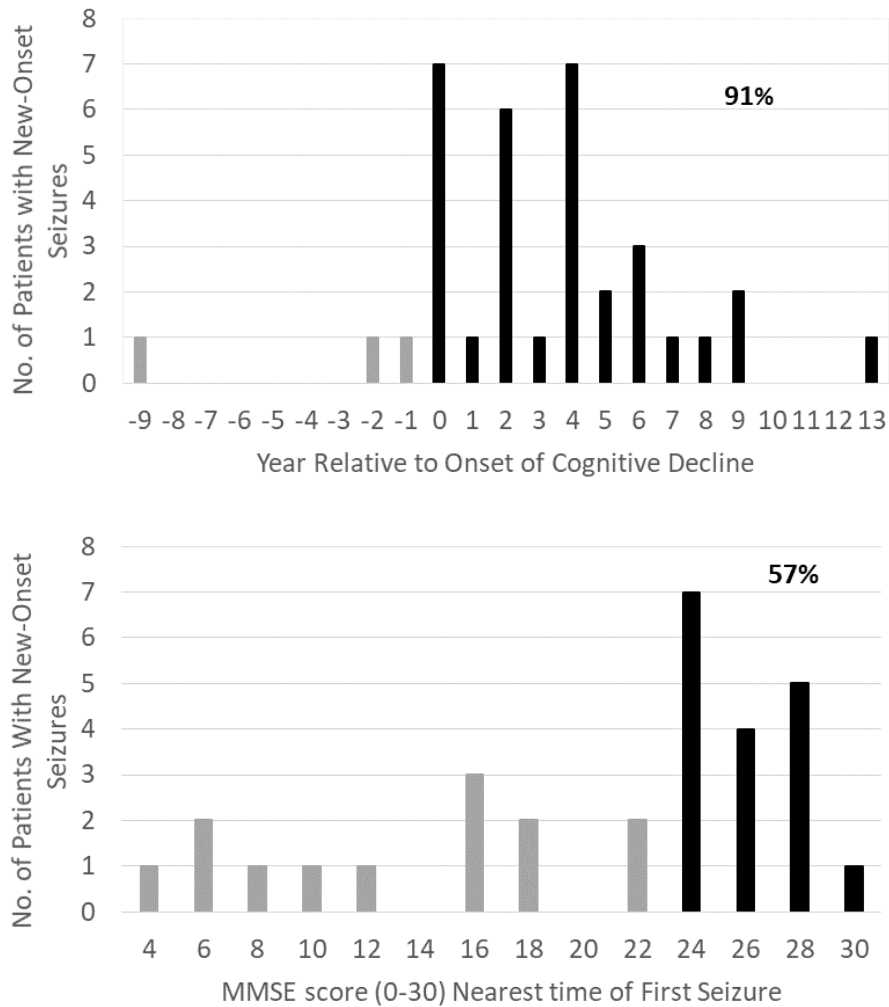 No. of Patients with New-Onset
Seizures
8
7
6
5
4
3
2
1
0
91%
-9 -8 -7 -6 -5 -4 -3 -2 -1 0 1 2 3 4 5 6 7 8 9 10 11 12 13
Year Relative to Onset of Cognitive Decline
No. of Patients With New-Onset
Seizures
8
7
6
5
4
3
2
1
0
57%
4 6 8 10 12 14 16 18 20 22 24 26 28 30
MMSE score (0-30) Nearest time of First Seizure